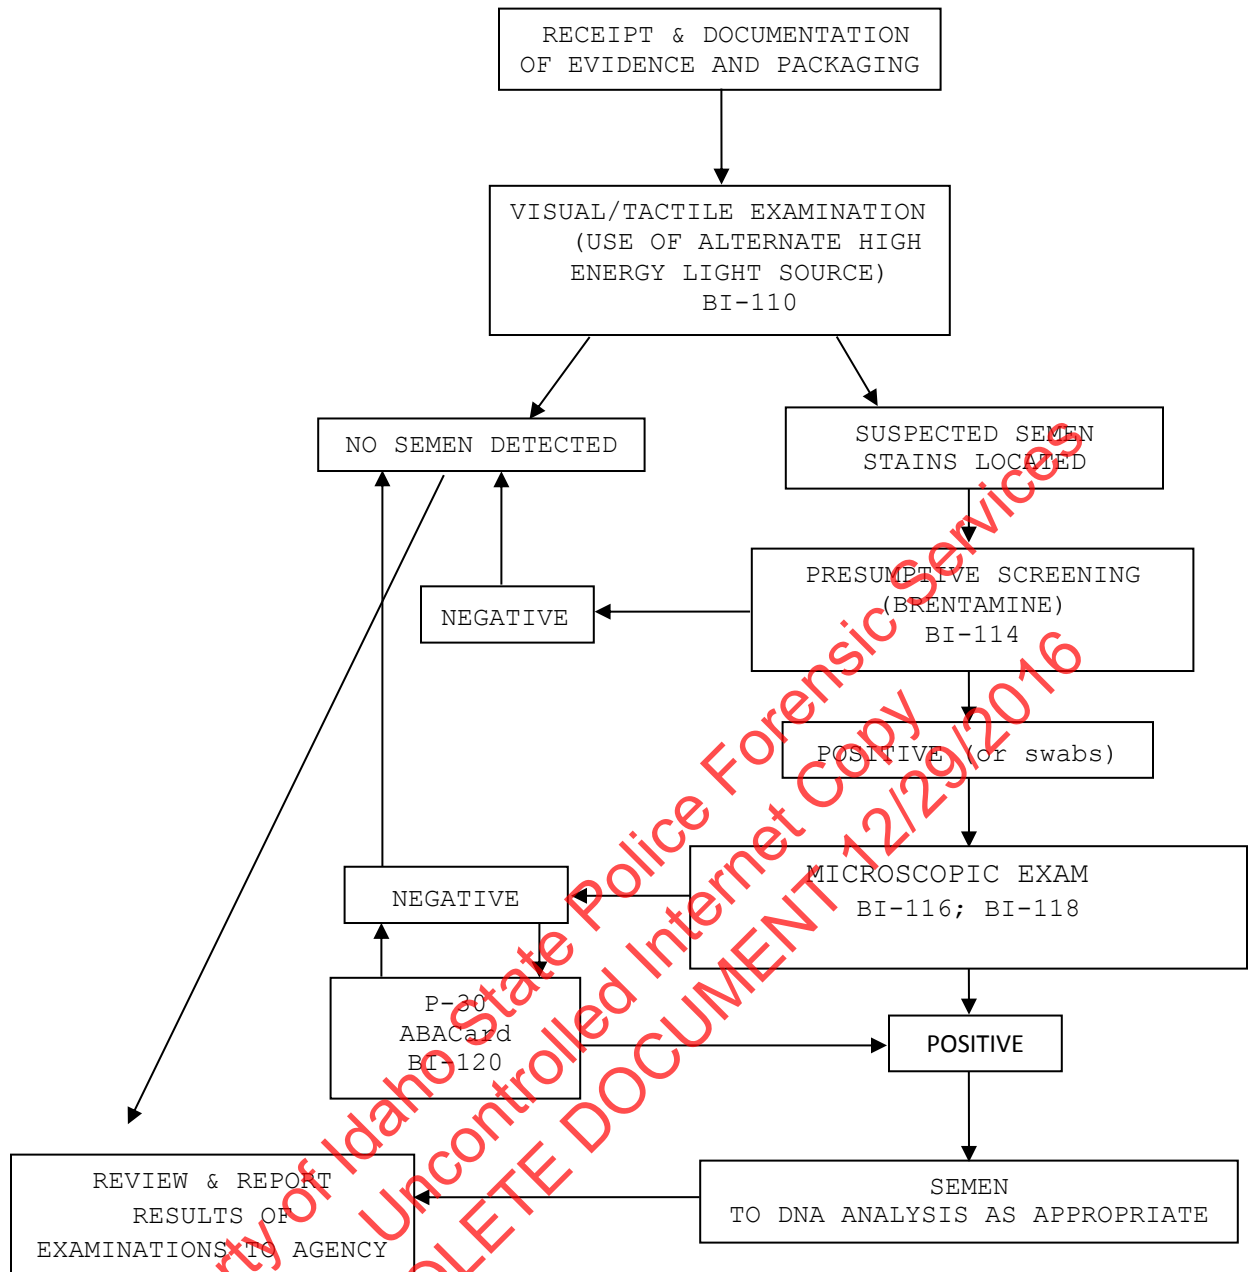 RECEIPT & DOCUMENTATION
OF EVIDENCE AND PACKAGING
VISUAL/TACTILE EXAMINATION
(USE OF ALTERNATE HIGH
ENERGY LIGHT SOURCE)
BI-110
NO SEMEN DETECTED
SUSPECTED SEMEN
STAINS LOCATED
PRESUMPTIVE SCREENING
(BRENTAMINE)
BI-114
NEGATIVE
POSITIVE (or swabs)
MICROSCOPIC EXAM
BI-116; BI-118
NEGATIVE
P-30
ABACard
BI-120
POSITIVE
SEMEN
TO DNA ANALYSIS AS APPROPRIATE
REVIEW & REPORT
RESULTS OF
EXAMINATIONS TO AGENCY
rty of Idaho State Police Forensic Services
Uncontrolled Internet Copy
OLETE DOCUMENT 12/29/2016